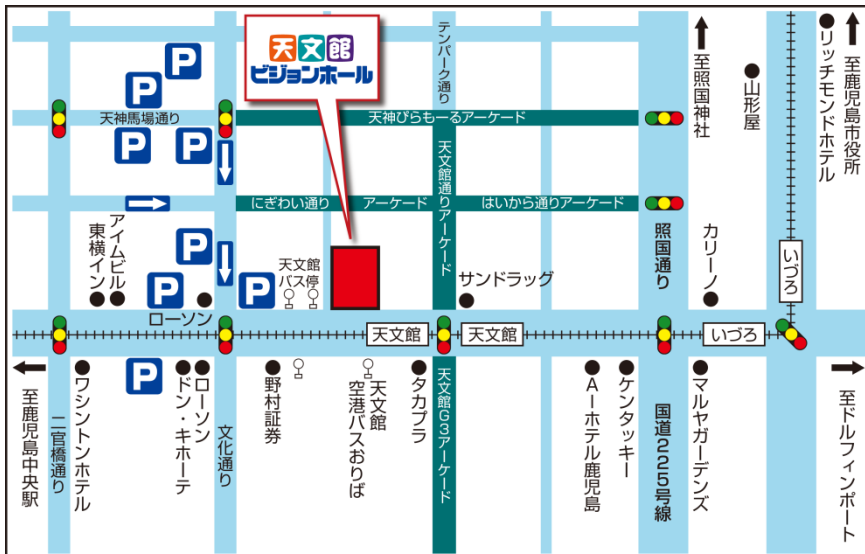 天文館
ビジョンホール
テンパーク通り
至照国神社
山形屋
リッチモンドホテル
至鹿児島市役所
P
P
天神馬場通り
天神ぴらもーるアーケード
P
P
天文館通りアーケード
にぎわい通り
アーケード
はいから通りアーケード
東横イン
アイムビル
P
P
ローソン
P
天文館
バス停
サンドラッグ
照国通り
カリーノ
いづろ
天文館
天文館
いづろ
至鹿児島中央駅
二官橋通り
ワシントンホテル
P
ドン・キホーテ
ローソン
文化通り
野村証券
天文館
空港バスおりば
タカプラ
天文館G3アーケード
Aーホテル鹿児島
ケンタッキー
国道225号線
マルヤガーデンズ
至ドルフィンポート